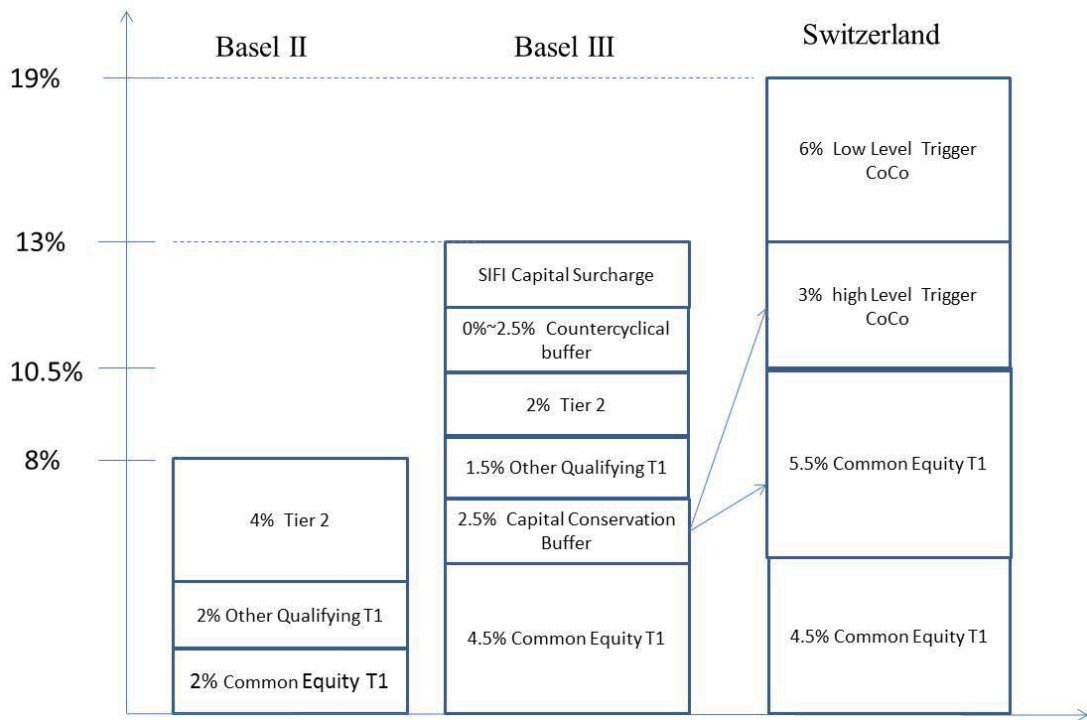 Basel II
Basel III
Switzerland
19%
13%
10.5%
8%
4% Tier 2
2% Other Qualifying T1
2% Common Equity T1
SIFI Capital Surcharge
0%~2.5% Countercyclical
buffer
2% Tier 2
1.5% Other Qualifying T1
2.5% Capital Conservation
Buffer
4.5% Common Equity T1
6% Low Level Trigger
CoCo
3% high Level Trigger
CoCo
5.5% Common Equity T1
4.5% Common Equity T1